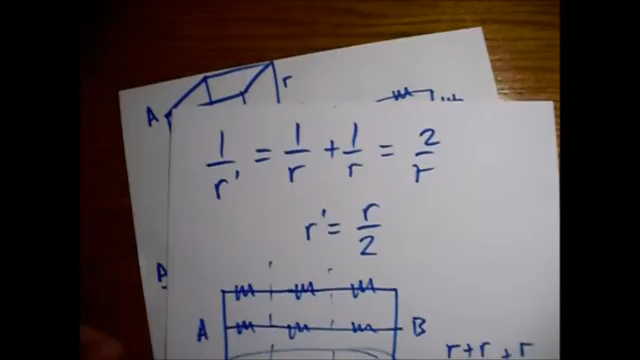 r
A
1/r' = 1/r + 1/r = 2/r
r' = r/2
A B
r+r+r